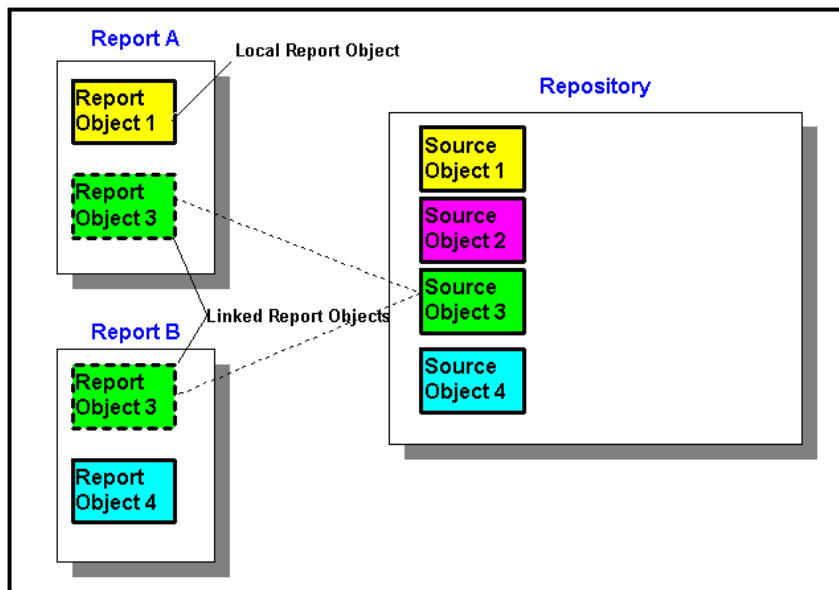 Report A
Local Report Object
Report
Object 1
Report
Object 3
Linked Report Objects
Report B
Report
Object 3
Report
Object 4
Repository
Source
Object 1
Source
Object 2
Source
Object 3
Source
Object 4